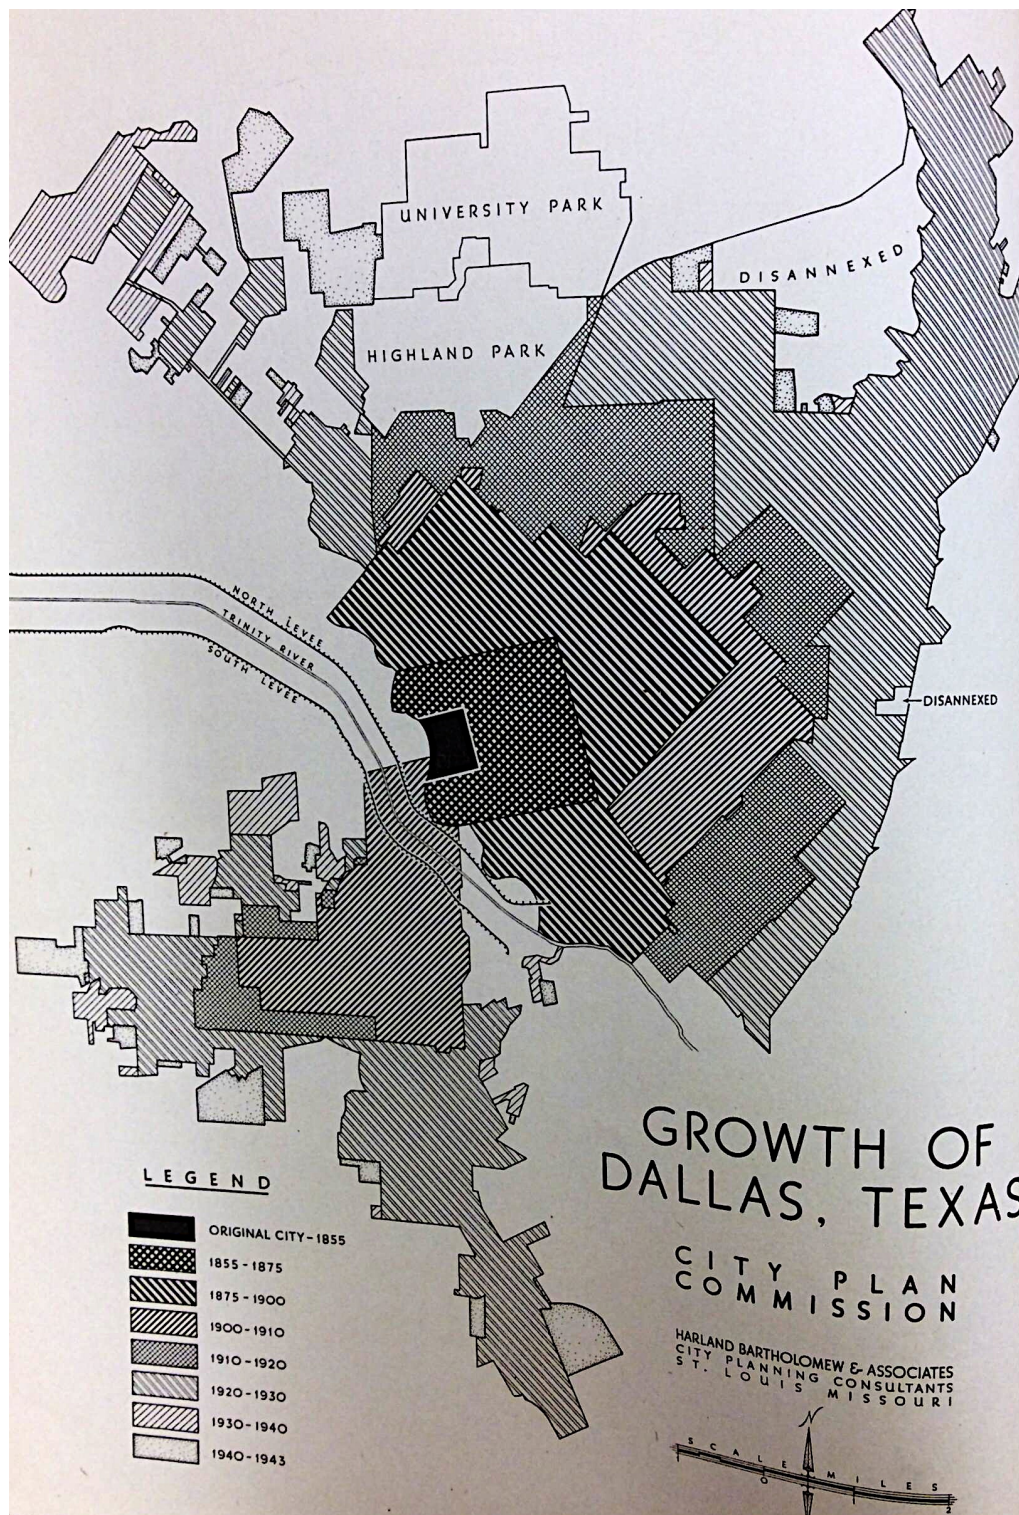 UNIVERSITY PARK
DISANNEXED
HIGHLAND PARK
NORTH LEVEE
TRINITY RIVER
SOUTH LEVEE
DISANNEXED
GROWTH OF
DALLAS, TEXAS
CITY PLAN
COMMISSION
HARLAND BARTHOLOMEW & ASSOCIATES
CITY PLANNING CONSULTANTS
ST. LOUIS MISSOURI
LEGEND
ORIGINAL CITY-1855
1855-1875
1875-1900
1900-1910
1910-1920
1920-1930
1930-1940
1940-1943
N
SCALE MILES
1 0 1 2